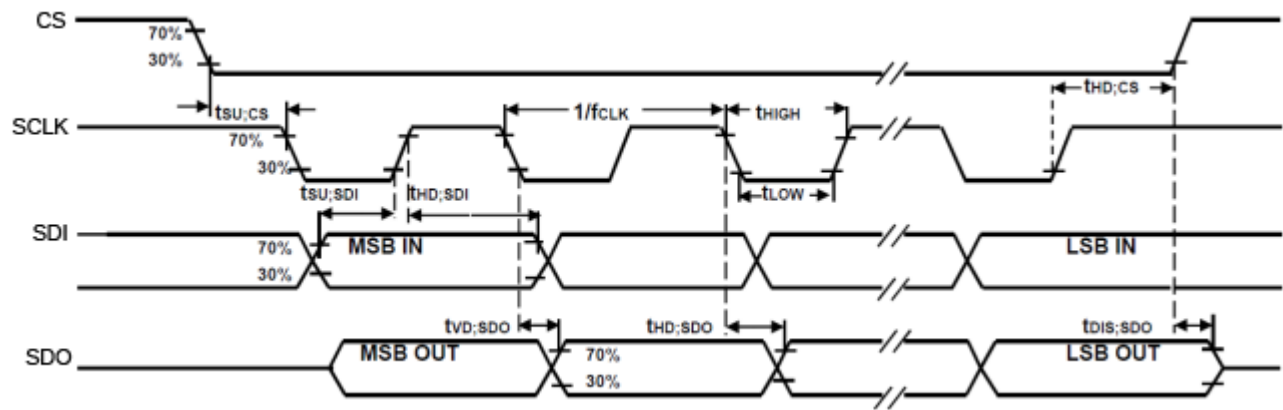 CS
70%
30%
tSU;CS
1/fCLK
tHIGH
tHD;CS
SCLK
70%
30%
tSU;SDI
tHD;SDI
tLOW
SDI
70%
30%
MSB IN
LSB IN
tVD;SDO
tHD;SDO
tDIS;SDO
SDO
MSB OUT
70%
30%
LSB OUT